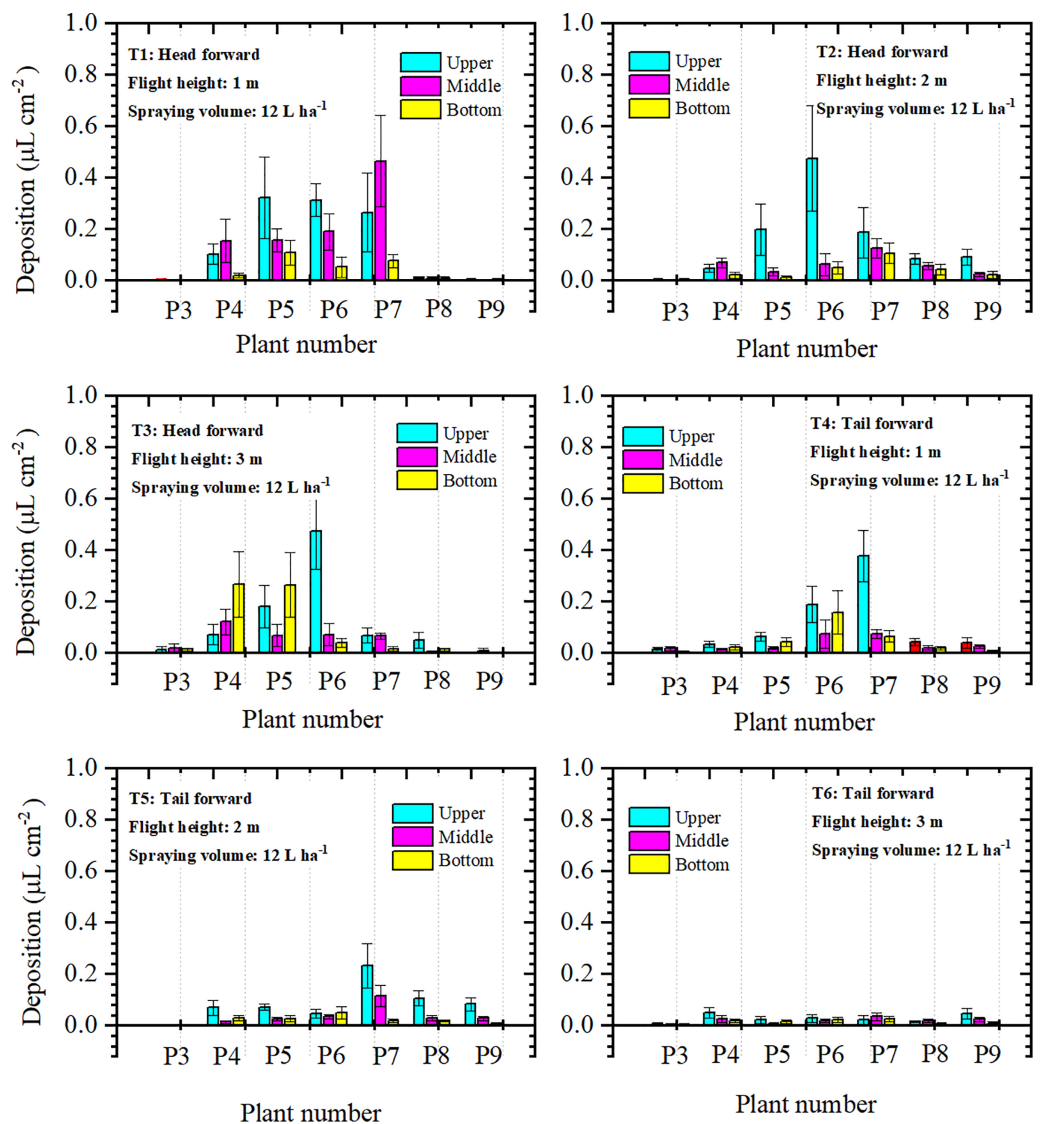 1.0
0.8
0.6
0.4
0.2
0.0
Deposition (μL cm⁻²)
T1: Head forward
Flight height: 1 m
Spraying volume: 12 L ha⁻¹
Upper
Middle
Bottom
P3 P4 P5 P6 P7 P8 P9
Plant number
1.0
0.8
0.6
0.4
0.2
0.0
Upper
Middle
Bottom
T2: Head forward
Flight height: 2 m
Spraying volume: 12 L ha⁻¹
P3 P4 P5 P6 P7 P8 P9
Plant number
1.0
0.8
0.6
0.4
0.2
0.0
Deposition (μL cm⁻²)
T3: Head forward
Flight height: 3 m
Spraying volume: 12 L ha⁻¹
Upper
Middle
Bottom
P3 P4 P5 P6 P7 P8 P9
Plant number
1.0
0.8
0.6
0.4
0.2
0.0
Upper
Middle
Bottom
T4: Tail forward
Flight height: 1 m
Spraying volume: 12 L ha⁻¹
P3 P4 P5 P6 P7 P8 P9
Plant number
1.0
0.8
0.6
0.4
0.2
0.0
Deposition (μL cm⁻²)
T5: Tail forward
Flight height: 2 m
Spraying volume: 12 L ha⁻¹
Upper
Middle
Bottom
P3 P4 P5 P6 P7 P8 P9
Plant number
1.0
0.8
0.6
0.4
0.2
0.0
Upper
Middle
Bottom
T6: Tail forward
Flight height: 3 m
Spraying volume: 12 L ha⁻¹
P3 P4 P5 P6 P7 P8 P9
Plant number